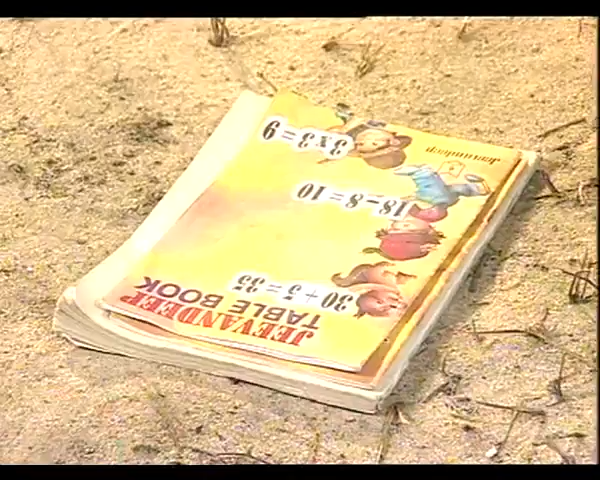 JEEVANDEEP
TABLE BOOK
30+5=35
18-8=10
3x3=9
Jeevandeep